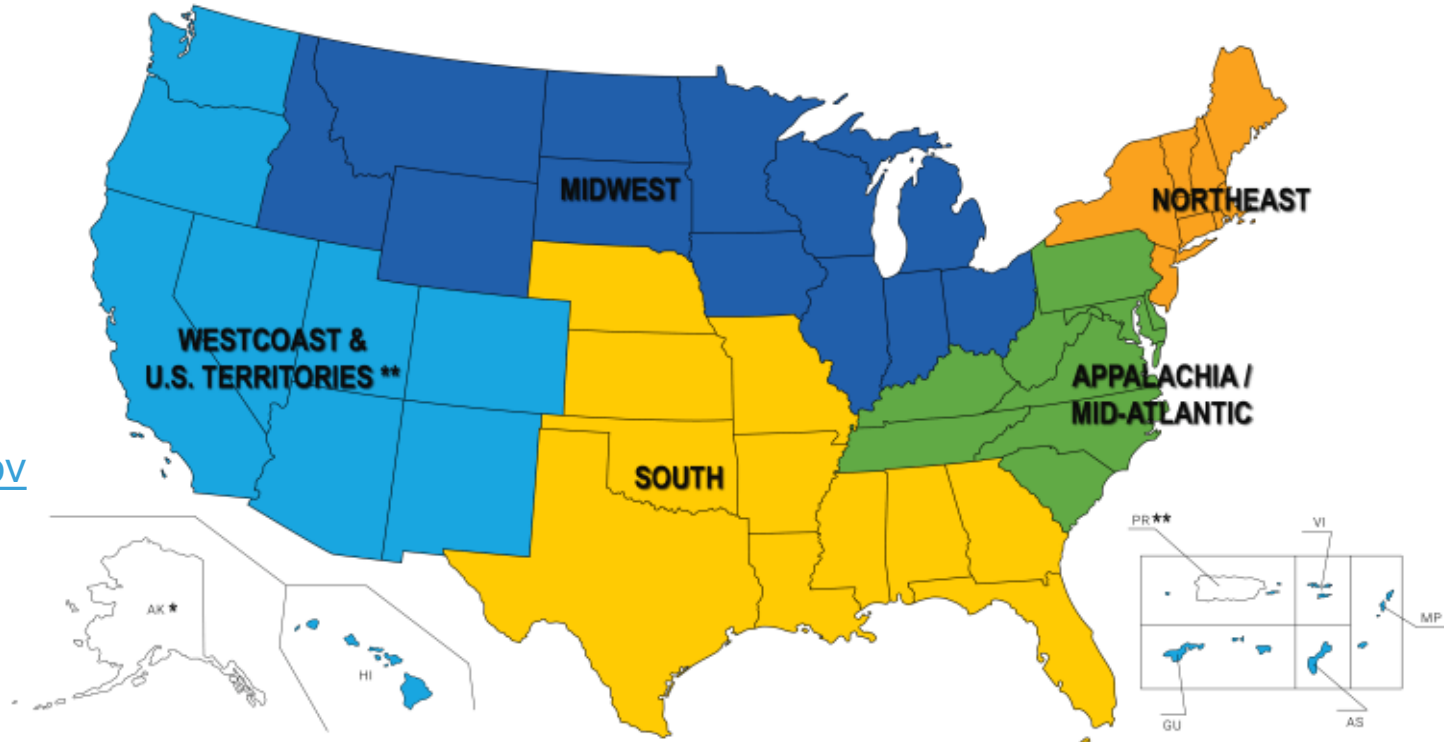 MIDWEST
NORTHEAST
WESTCOAST &
U.S. TERRITORIES **
APPALACHIA /
MID-ATLANTIC
ov
SOUTH
PR**
VI
AK *
HI
MP
GU
AS